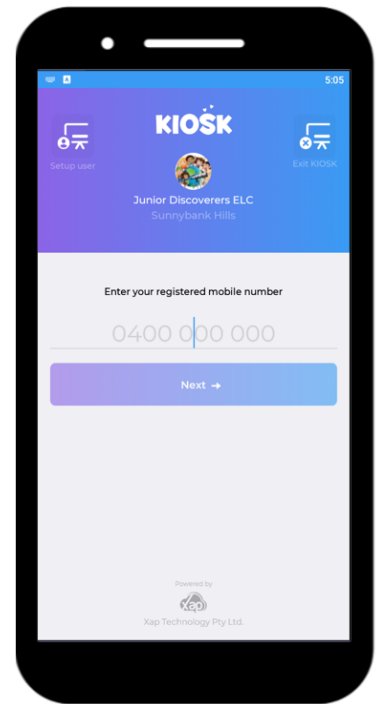 5:05
KIOSK
Setup user
Exit KIOSK
Junior Discoverers ELC
Sunnybank Hills
Enter your registered mobile number
0400 000 000
Next →
Powered by
Xap
Xap Technology Pty Ltd.